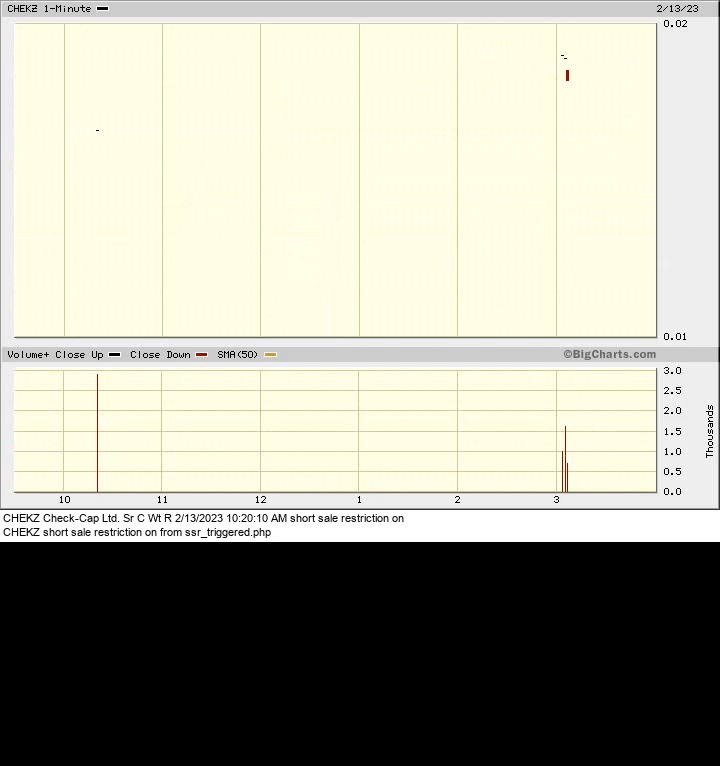 CHEKZ 1-Minute 2/13/23
0.02
0.01
Volume+ Close Up Close Down SMA(50) ©BigCharts.com
3.0
2.5
2.0
1.5
1.0
0.5
0.0
Thousands
10 11 12 1 2 3
CHEKZ Check-Cap Ltd. Sr C Wt R 2/13/2023 10:20:10 AM short sale restriction on
CHEKZ short sale restriction on from ssr_triggered.php